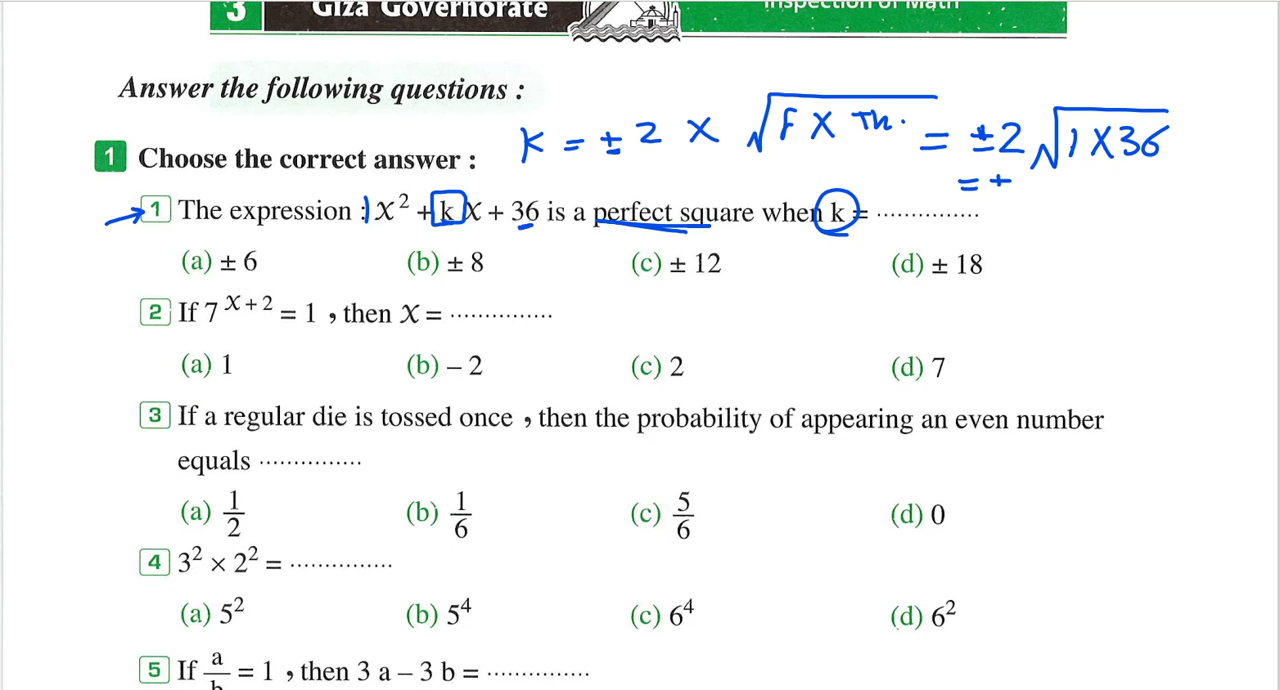 3 Giza Governorate Inspection of Math
Answer the following questions :
K = ±2 × √F × Th. = ±2 √1 × 36
= +
1 Choose the correct answer :
1 The expression : 1 x² + k x + 36 is a perfect square when k = ...............
(a) ± 6 (b) ± 8 (c) ± 12 (d) ± 18
2 If 7^(x + 2) = 1 , then x = ...............
(a) 1 (b) – 2 (c) 2 (d) 7
3 If a regular die is tossed once , then the probability of appearing an even number
equals ...............
(a) 1/2 (b) 1/6 (c) 5/6 (d) 0
4 3² × 2² = ...............
(a) 5² (b) 5⁴ (c) 6⁴ (d) 6²
5 If a/b = 1 , then 3 a – 3 b = ...............